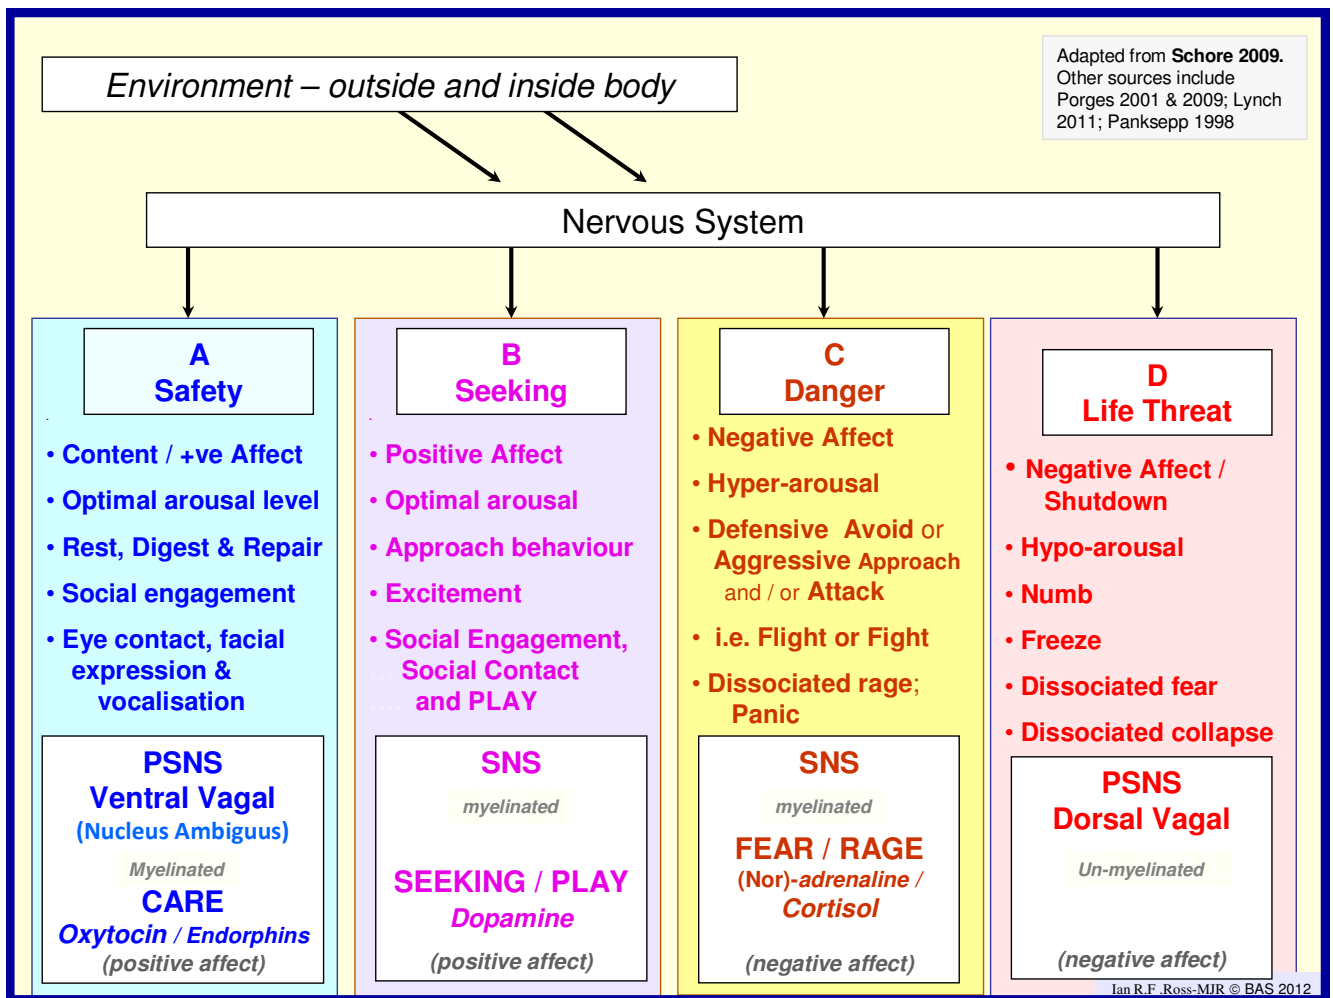 Environment – outside and inside body
Adapted from Schore 2009.
Other sources include
Porges 2001 & 2009; Lynch
2011; Panksepp 1998
Nervous System
A
Safety
• Content / +ve Affect
• Optimal arousal level
• Rest, Digest & Repair
• Social engagement
• Eye contact, facial
expression &
vocalisation
PSNS
Ventral Vagal
(Nucleus Ambiguus)
Myelinated
CARE
Oxytocin / Endorphins
(positive affect)
B
Seeking
• Positive Affect
• Optimal arousal
• Approach behaviour
• Excitement
• Social Engagement,
... Social Contact
.... and PLAY
SNS
myelinated
SEEKING / PLAY
Dopamine
(positive affect)
C
Danger
• Negative Affect
• Hyper-arousal
• Defensive Avoid or
Aggressive Approach
and / or Attack
• i.e. Flight or Fight
• Dissociated rage;
Panic
SNS
myelinated
FEAR / RAGE
(Nor)-adrenaline /
Cortisol
(negative affect)
D
Life Threat
• Negative Affect /
Shutdown
• Hypo-arousal
• Numb
• Freeze
• Dissociated fear
• Dissociated collapse
PSNS
Dorsal Vagal
Un-myelinated
(negative affect)
Ian R.F .Ross-MJR © BAS 2012